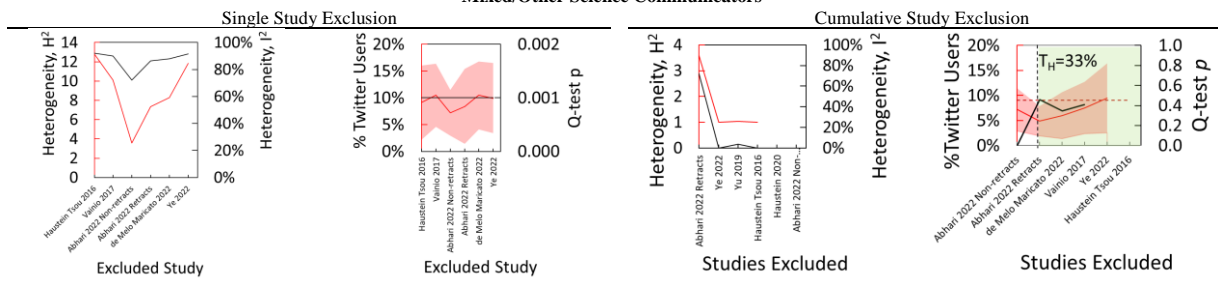 Mixed/Other Science Communicators
Single Study Exclusion
Cumulative Study Exclusion
Heterogeneity, H²
14
12
10
8
6
4
2
0
100%
80%
60%
40%
20%
0%
Heterogeneity, I²
Haustein Tsou 2016
Vainio 2017
Abhari 2022 Non-retracts
Abhari 2022 Retracts
de Melo Maricato 2022
Ye 2022
Excluded Study
% Twitter Users
20%
15%
10%
5%
0%
0.002
0.001
0.000
Q-test p
Haustein Tsou 2016
Vainio 2017
Abhari 2022 Non-retracts
Abhari 2022 Retracts
de Melo Maricato 2022
Ye 2022
Excluded Study
Heterogeneity, H²
4
3
2
1
0
100%
80%
60%
40%
20%
0%
Heterogeneity, I²
Abhari 2022 Retracts
Ye 2022
Yu 2019
Haustein Tsou 2016
Haustein 2020
Abhari 2022 Non-...
Studies Excluded
%Twitter Users
20%
15%
10%
5%
0%
T_H=33%
1.0
0.8
0.6
0.4
0.2
0.0
Q-test p
Abhari 2022 Non-retracts
Abhari 2022 Retracts
de Melo Maricato 2022
Vainio 2017
Ye 2022
Haustein Tsou 2016
Studies Excluded